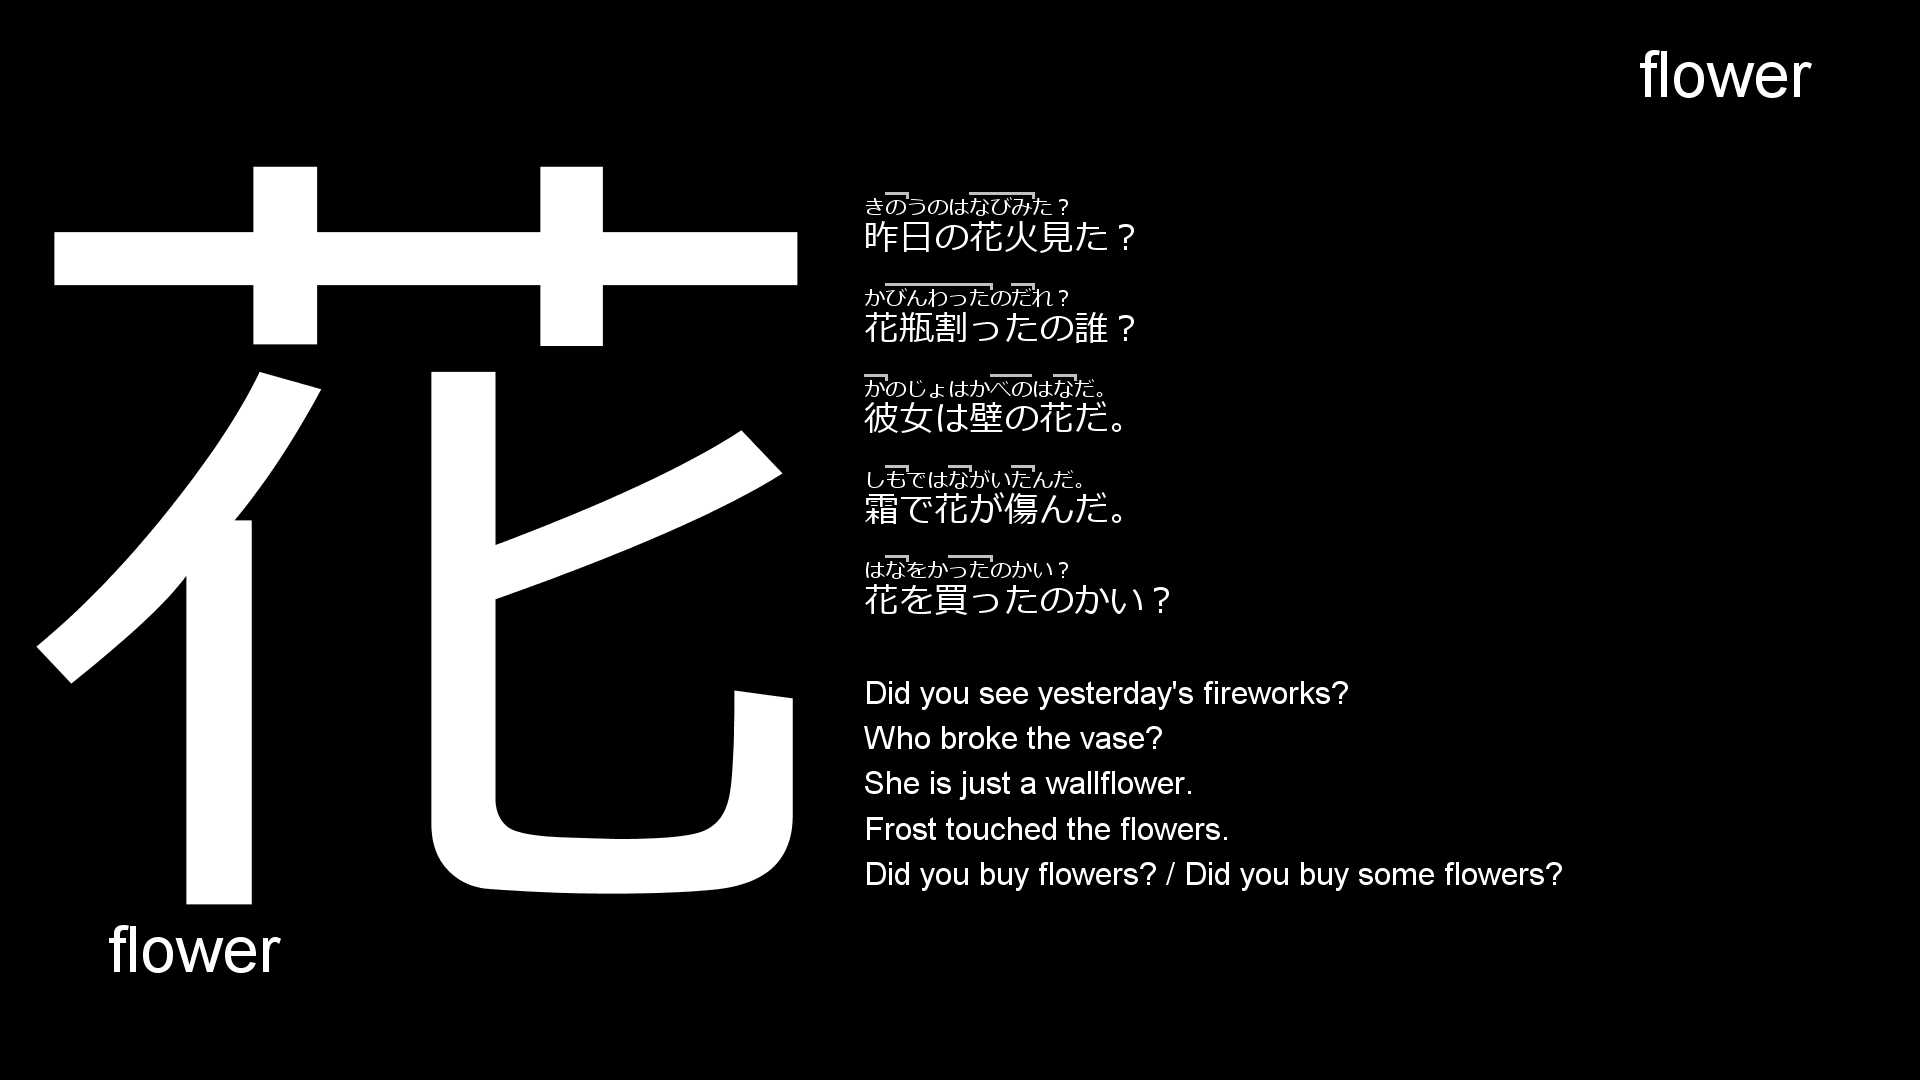 flower
花
flower
きのうのはなびみた？
昨日の花火見た？
かびんわったのだれ？
花瓶割ったの誰？
かのじょはかべのはなだ。
彼女は壁の花だ。
しもではながいたんだ。
霜で花が傷んだ。
はなをかったのかい？
花を買ったのかい？
Did you see yesterday's fireworks?
Who broke the vase?
She is just a wallflower.
Frost touched the flowers.
Did you buy flowers? / Did you buy some flowers?